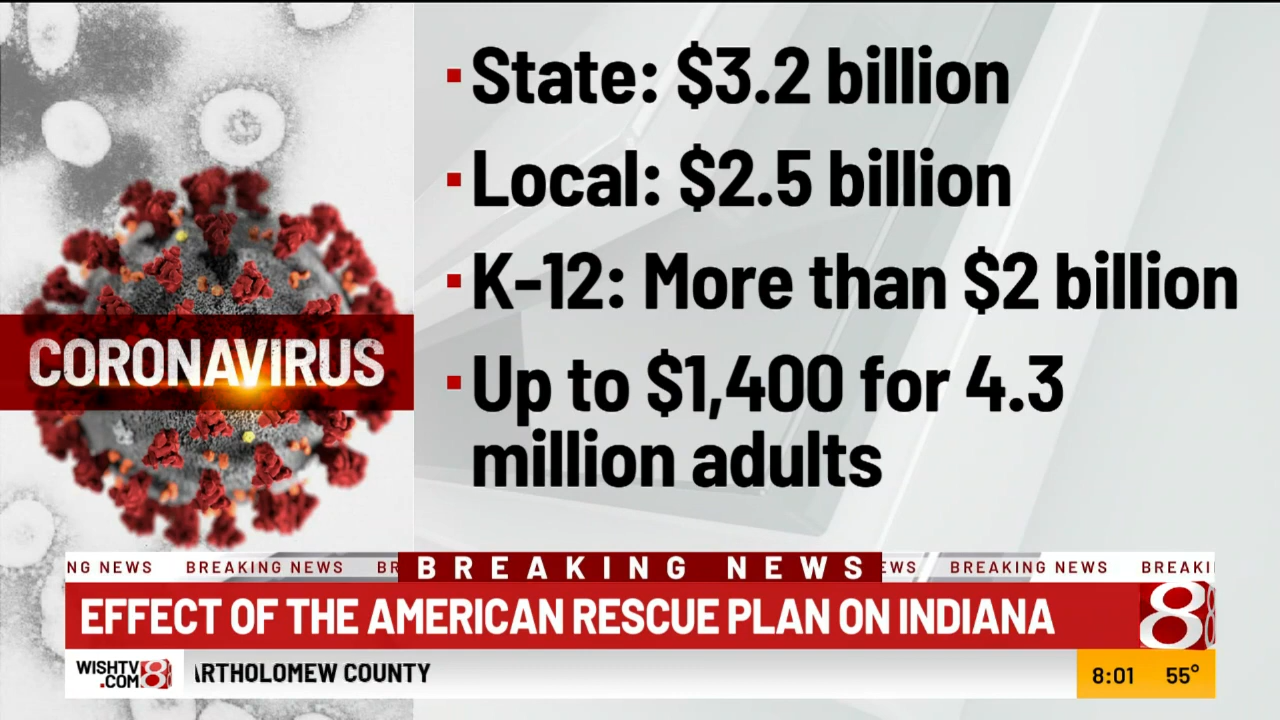 State: $3.2 billion
Local: $2.5 billion
K-12: More than $2 billion
Up to $1,400 for 4.3
million adults
CORONAVIRUS
NG NEWS BREAKING NEWS BR BREAKING NEWS EWS BREAKING NEWS BREAKI
EFFECT OF THE AMERICAN RESCUE PLAN ON INDIANA 8
WISHTV
.COM 8
ARTHOLOMEW COUNTY
8:01 55°